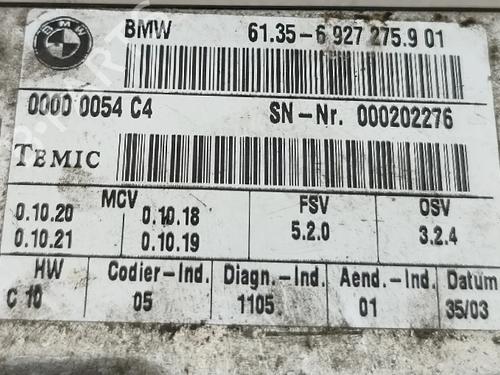 BMW
BMW 61.35-6 927 275.9 01
0000 0054 C4 SN-Nr. 000202276
TEMIC
MCV FSV OSV
0.10.20 0.10.18 5.2.0 3.2.4
0.10.21 0.10.19
HW Codier-Ind. Diagn.-Ind. Aend.-Ind. Datum
C 10 05 1105 01 35/03